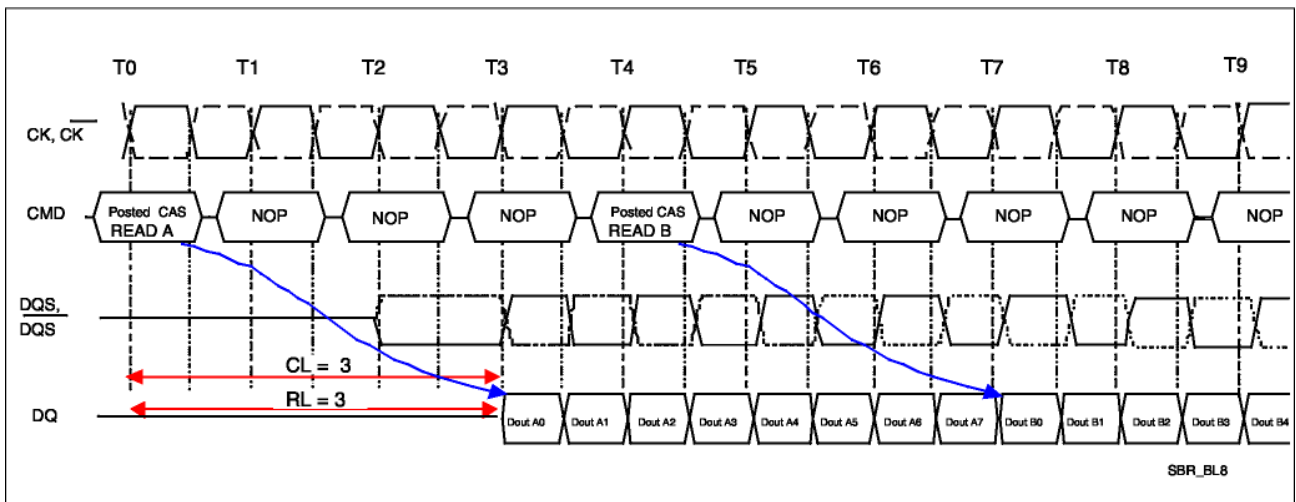 T0 T1 T2 T3 T4 T5 T6 T7 T8 T9
CK, CK
CMD
Posted CAS
READ A
NOP
NOP
NOP
Posted CAS
READ B
NOP
NOP
NOP
NOP
NOP
DQS,
DQS
CL = 3
RL = 3
DQ
Dout A0 Dout A1 Dout A2 Dout A3 Dout A4 Dout A5 Dout A6 Dout A7 Dout B0 Dout B1 Dout B2 Dout B3 Dout B4
SBR_BL8